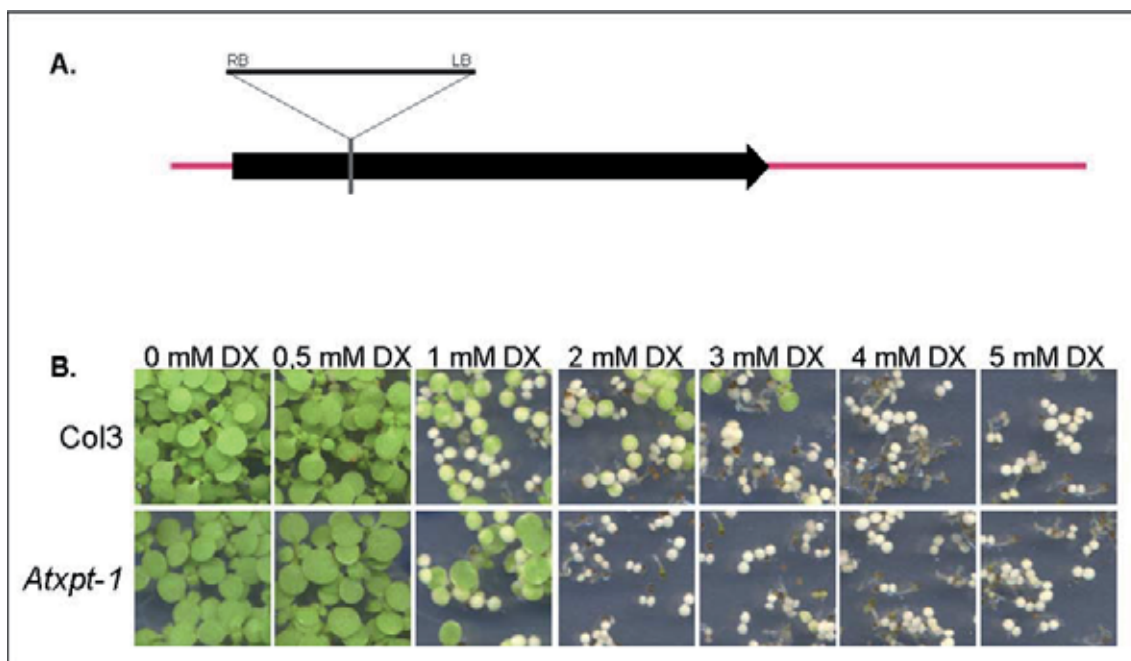 A.
RB LB
B.
0 mM DX 0,5 mM DX 1 mM DX 2 mM DX 3 mM DX 4 mM DX 5 mM DX
Col3
Atxpt-1